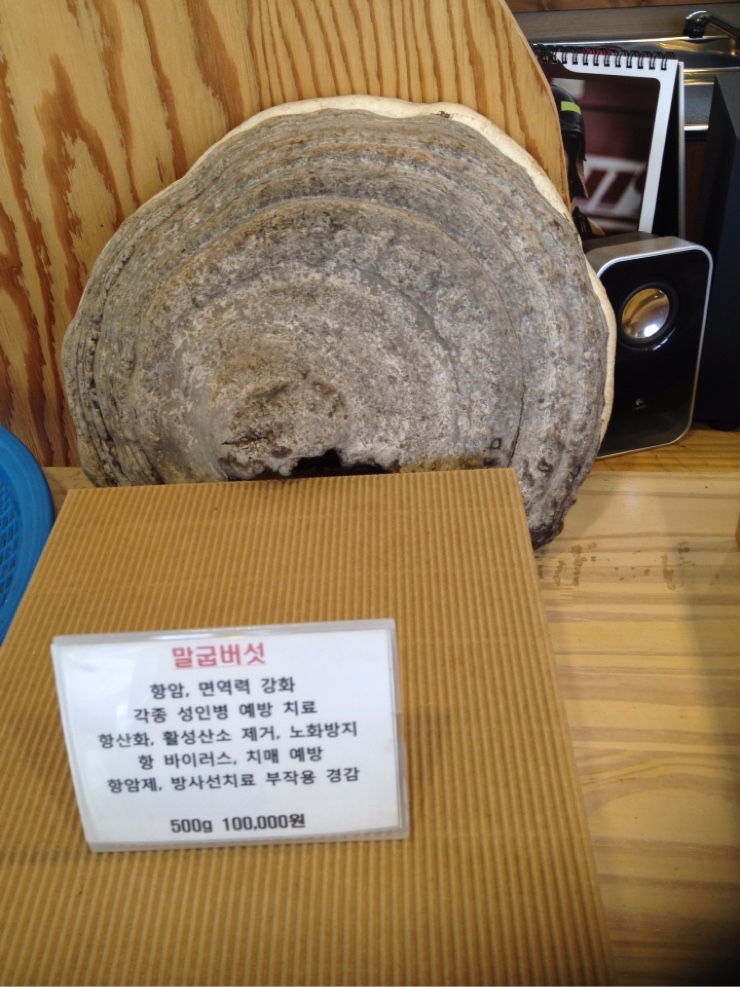 말굽버섯
항암, 면역력 강화
각종 성인병 예방 치료
항산화, 활성산소 제거, 노화방지
항 바이러스, 치매 예방
항암제, 방사선치료 부작용 경감
500g 100,000원